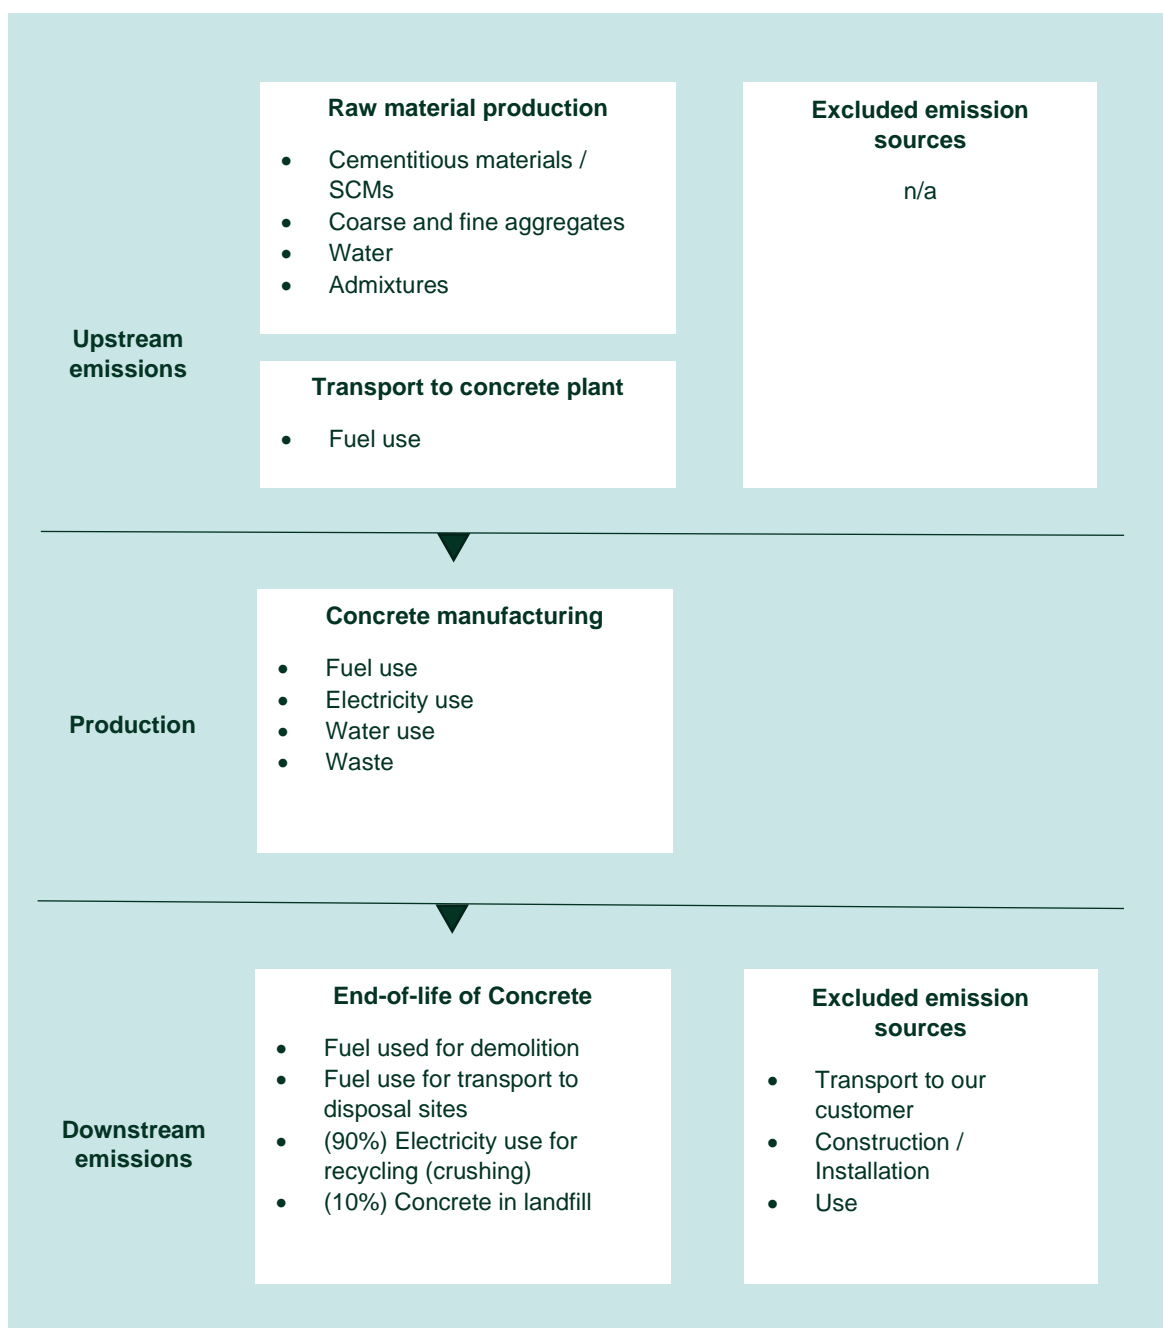 Upstream
emissions
Raw material production
• Cementitious materials /
SCMs
• Coarse and fine aggregates
• Water
• Admixtures
Transport to concrete plant
• Fuel use
Excluded emission
sources
n/a
Production
Concrete manufacturing
• Fuel use
• Electricity use
• Water use
• Waste
Downstream
emissions
End-of-life of Concrete
• Fuel used for demolition
• Fuel use for transport to
disposal sites
• (90%) Electricity use for
recycling (crushing)
• (10%) Concrete in landfill
Excluded emission
sources
• Transport to our
customer
• Construction /
Installation
• Use